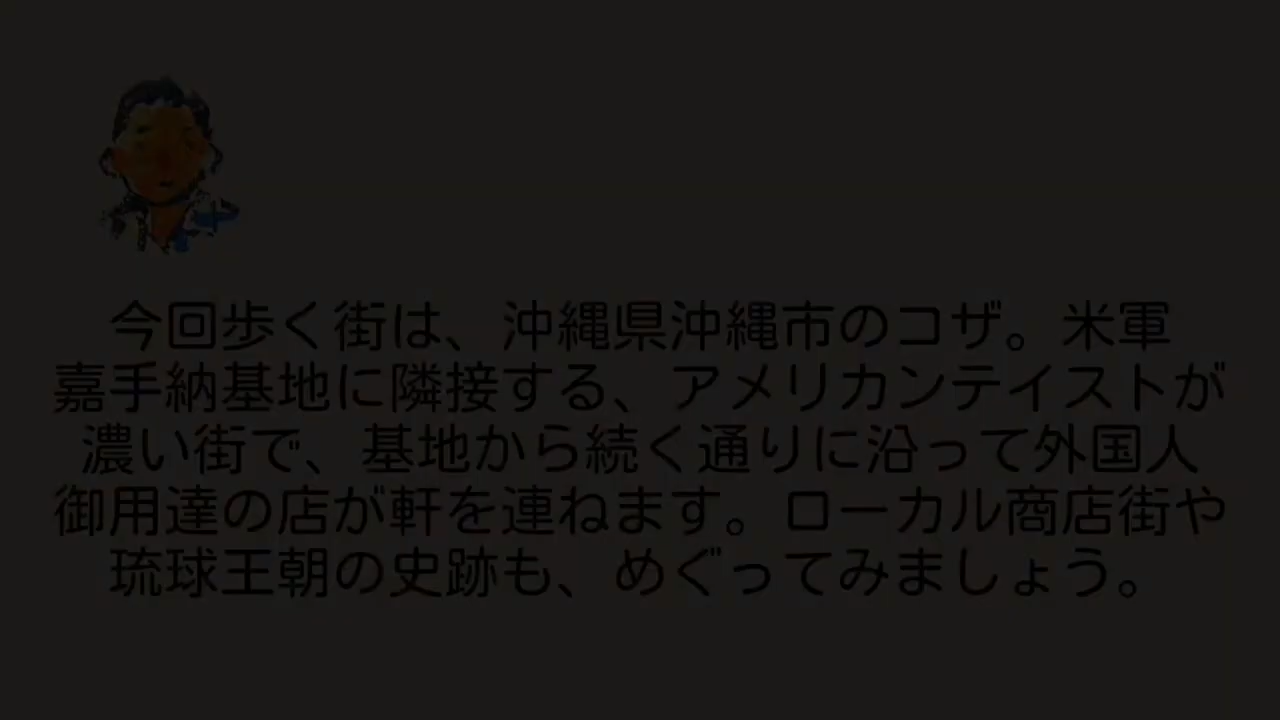 今回歩く街は、沖縄県沖縄市のコザ。米軍
嘉手納基地に隣接する、アメリカンテイストが
濃い街で、基地から続く通りに沿って外国人
御用達の店が軒を連ねます。ローカル商店街や
琉球王朝の史跡も、めぐってみましょう。